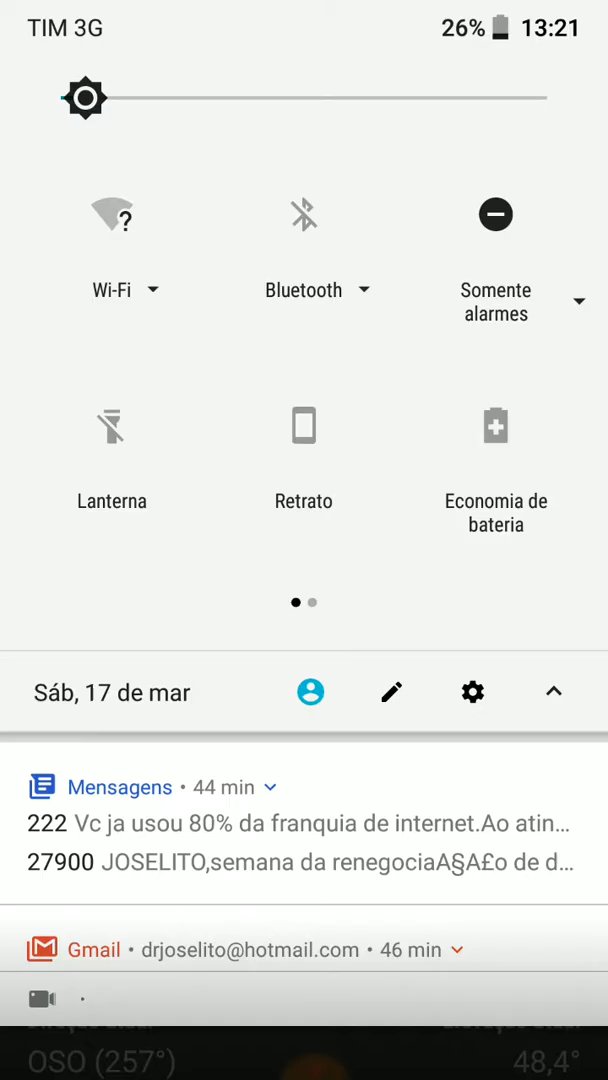 TIM 3G 26% 13:21
?
Wi-Fi Bluetooth Somente
alarmes
Lanterna Retrato Economia de
bateria
Sáb, 17 de mar
Mensagens • 44 min
222 Vc ja usou 80% da franquia de internet.Ao atin...
27900 JOSELITO,semana da renegociaA§A£o de d...
Gmail • drjoselito@hotmail.com • 46 min
OSO (257°) 48,4°